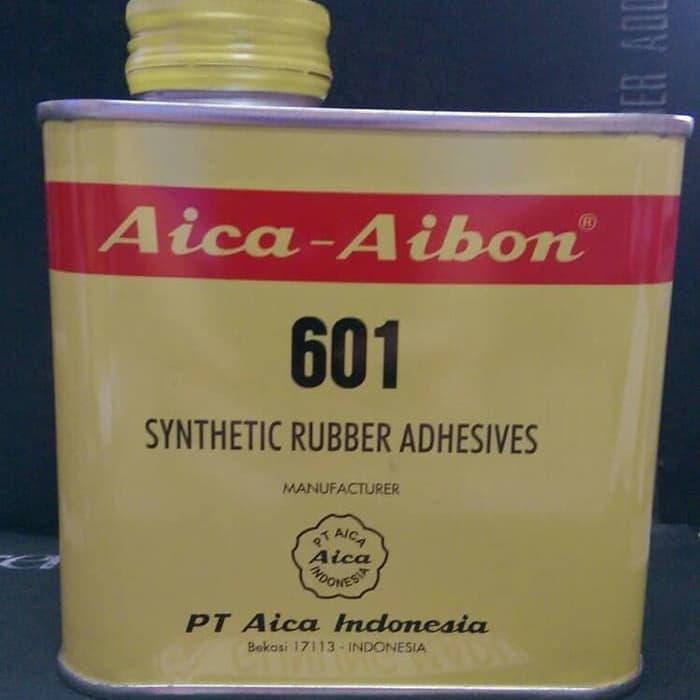 Aica-Aibon®
601
SYNTHETIC RUBBER ADHESIVES
MANUFACTURER
PT AICA
Aica
INDONESIA
PT Aica Indonesia
Bekasi 17113 - INDONESIA